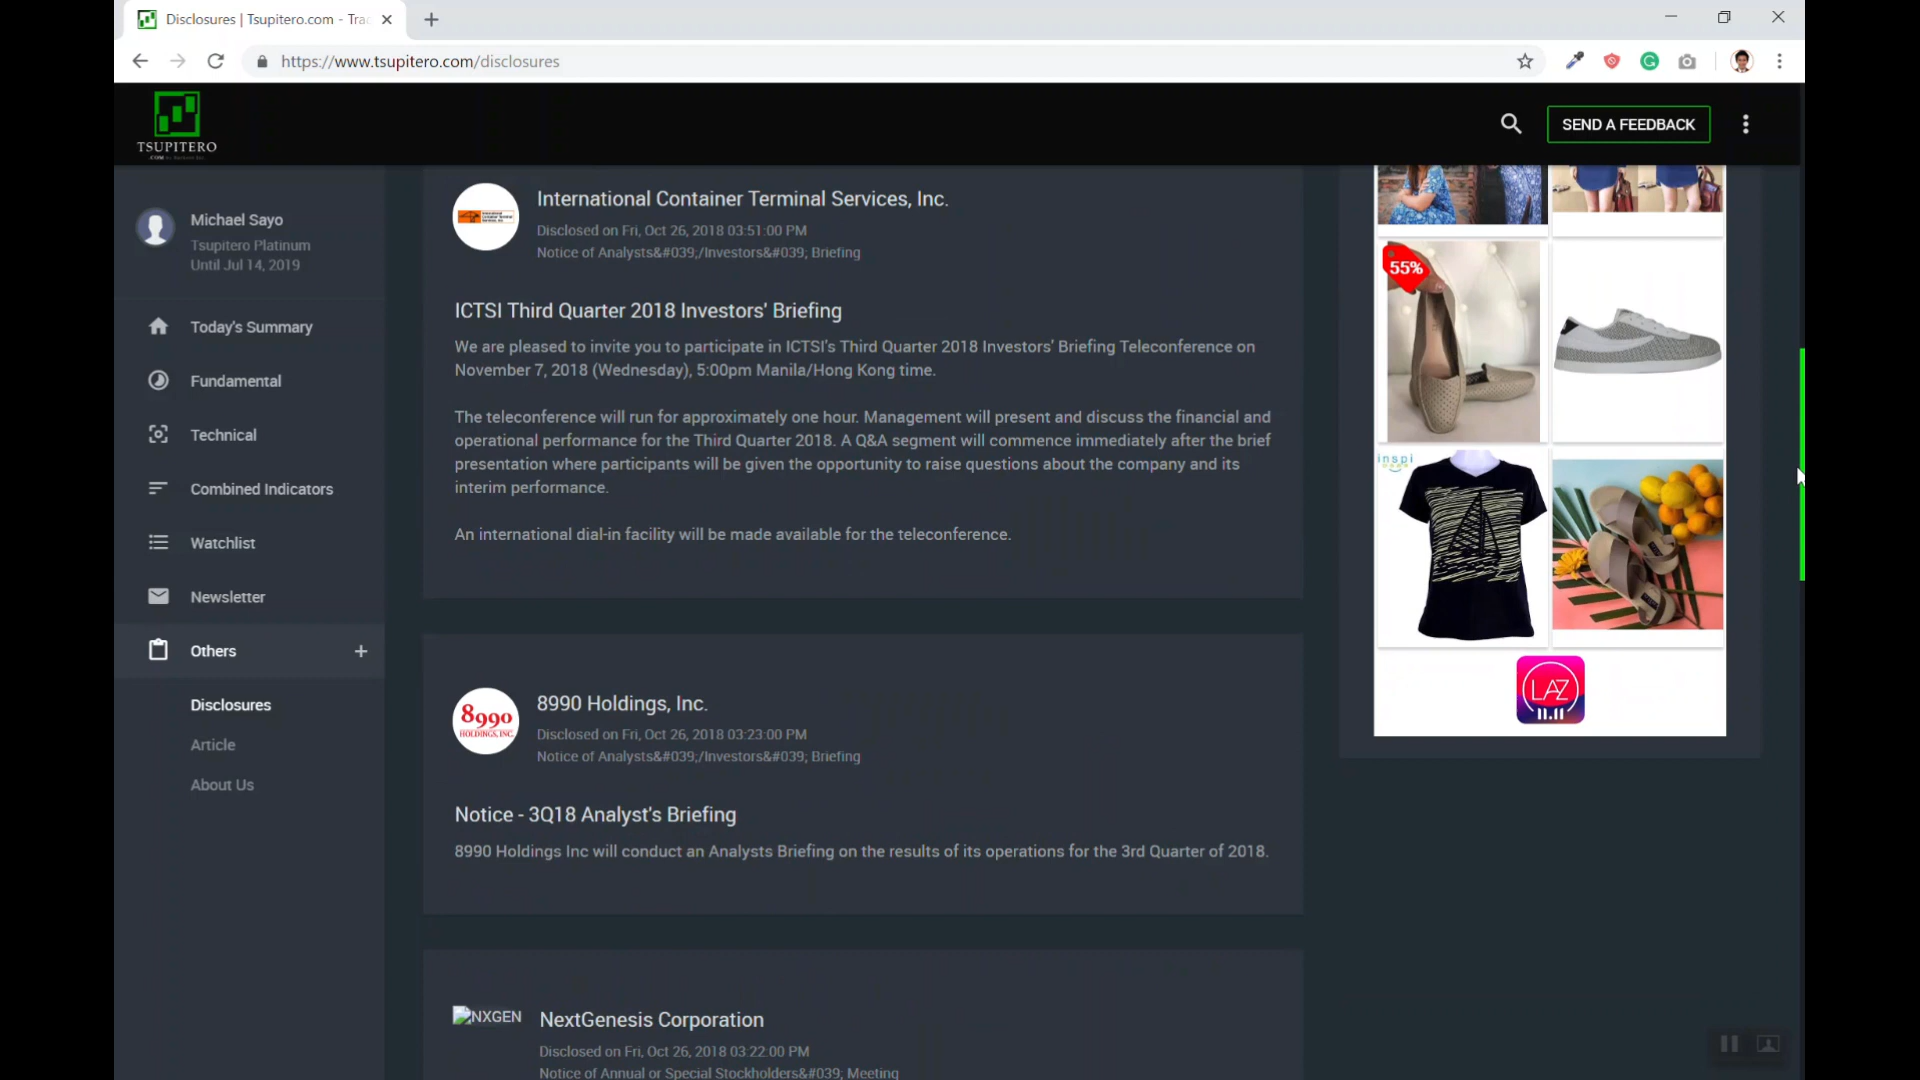 Disclosures | Tsupitero.com - Tra
https://www.tsupitero.com/disclosures
TSUPITERO
.COM
SEND A FEEDBACK
Michael Sayo
Tsupitero Platinum
Until Jul 14, 2019
Today's Summary
Fundamental
Technical
Combined Indicators
Watchlist
Newsletter
Others
Disclosures
Article
About Us
International Container Terminal Services, Inc.
Disclosed on Fri, Oct 26, 2018 03:51:00 PM
Notice of Analysts&#039;/Investors&#039; Briefing
ICTSI Third Quarter 2018 Investors' Briefing
We are pleased to invite you to participate in ICTSI's Third Quarter 2018 Investors' Briefing Teleconference on
November 7, 2018 (Wednesday), 5:00pm Manila/Hong Kong time.
The teleconference will run for approximately one hour. Management will present and discuss the financial and
operational performance for the Third Quarter 2018. A Q&A segment will commence immediately after the brief
presentation where participants will be given the opportunity to raise questions about the company and its
interim performance.
An international dial-in facility will be made available for the teleconference.
8990
HOLDINGS, INC.
8990 Holdings, Inc.
Disclosed on Fri, Oct 26, 2018 03:23:00 PM
Notice of Analysts&#039;/Investors&#039; Briefing
Notice - 3Q18 Analyst's Briefing
8990 Holdings Inc will conduct an Analysts Briefing on the results of its operations for the 3rd Quarter of 2018.
NXGEN
NextGenesis Corporation
Disclosed on Fri, Oct 26, 2018 03:22:00 PM
Notice of Annual or Special Stockholders&#039; Meeting
55%
inspi
LAZ
11.11